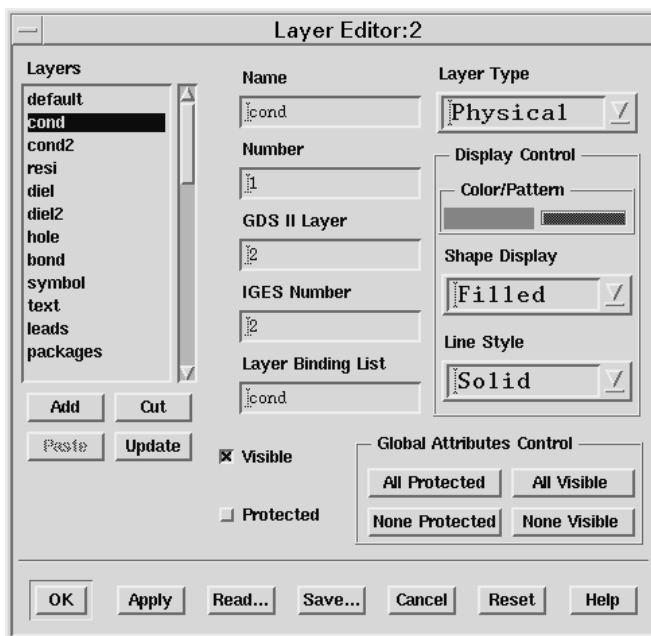 Layer Editor:2
Layers
default
cond
cond2
resi
diel
diel2
hole
bond
symbol
text
leads
packages
Add
Cut
Paste
Update
Name
cond
Number
1
GDS II Layer
2
IGES Number
2
Layer Binding List
cond
Layer Type
Physical
Display Control
Color/Pattern
Shape Display
Filled
Line Style
Solid
Visible
Protected
Global Attributes Control
All Protected
All Visible
None Protected
None Visible
OK
Apply
Read...
Save...
Cancel
Reset
Help